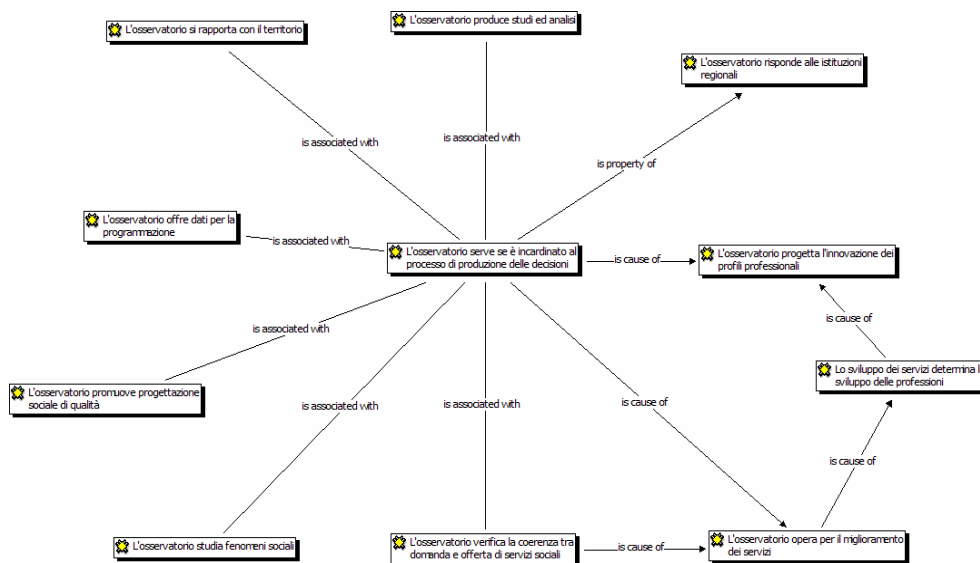 L'osservatorio si rapporta con il territorio
L'osservatorio produce studi ed analisi
L'osservatorio risponde alle istituzioni
regionali
is associated with
is associated with
is property of
L'osservatorio offre dati per la
programmazione
is associated with
L'osservatorio serve se è incardinato al
processo di produzione delle decisioni
is cause of
L'osservatorio progetta l'innovazione dei
profili professionali
is associated with
is cause of
L'osservatorio promuove progettazione
sociale di qualità
Lo sviluppo dei servizi determina l
sviluppo delle professioni
is associated with
is associated with
is cause of
is cause of
L'osservatorio studia fenomeni sociali
L'osservatorio verifica la coerenza tra
domanda e offerta di servizi sociali
is cause of
L'osservatorio opera per il miglioramento
dei servizi